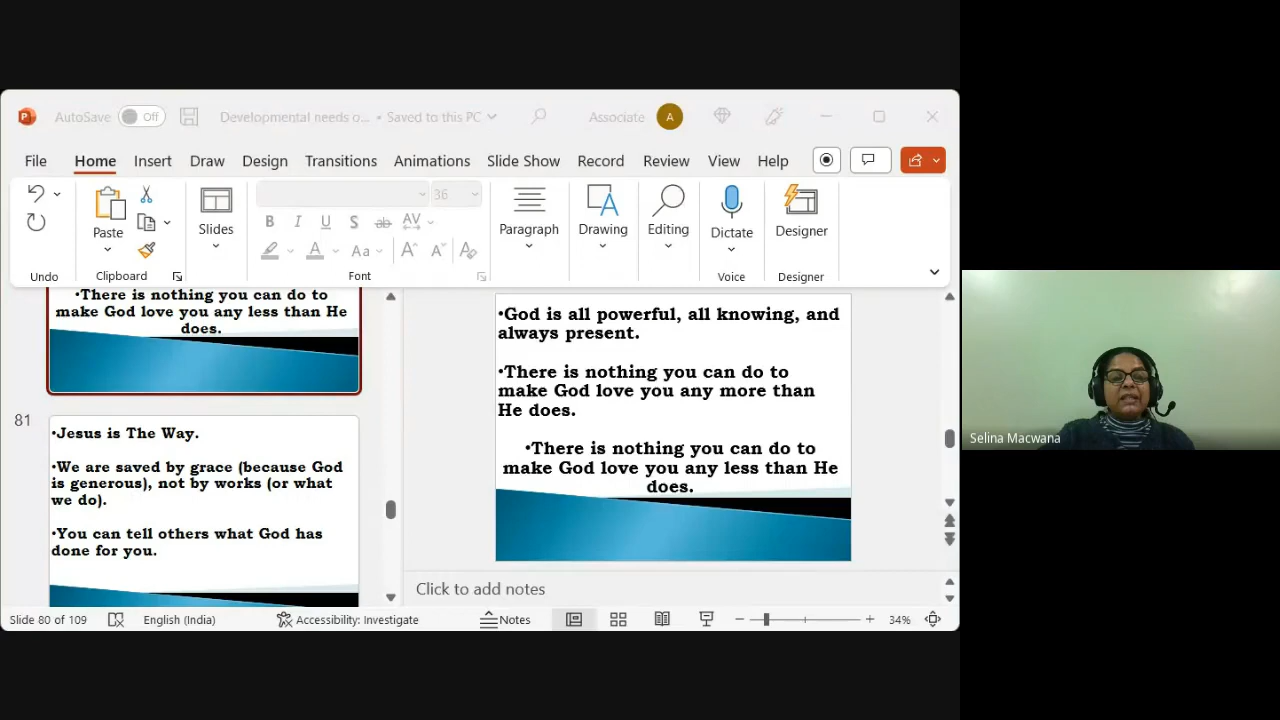 AutoSave Off Developmental needs o... • Saved to this PC Associate A
File Home Insert Draw Design Transitions Animations Slide Show Record Review View Help
36
B I U S ab AV
A Aa A A A
Paste Slides Paragraph Drawing Editing Dictate Designer
Undo Clipboard Font Voice Designer
•There is nothing you can do to
make God love you any less than He
does.
81
•Jesus is The Way.
•We are saved by grace (because God
is generous), not by works (or what
we do).
•You can tell others what God has
done for you.
•God is all powerful, all knowing, and
always present.
•There is nothing you can do to
make God love you any more than
He does.
•There is nothing you can do to
make God love you any less than He
does.
Click to add notes
Slide 80 of 109 English (India) Accessibility: Investigate Notes 34%
Selina Macwana